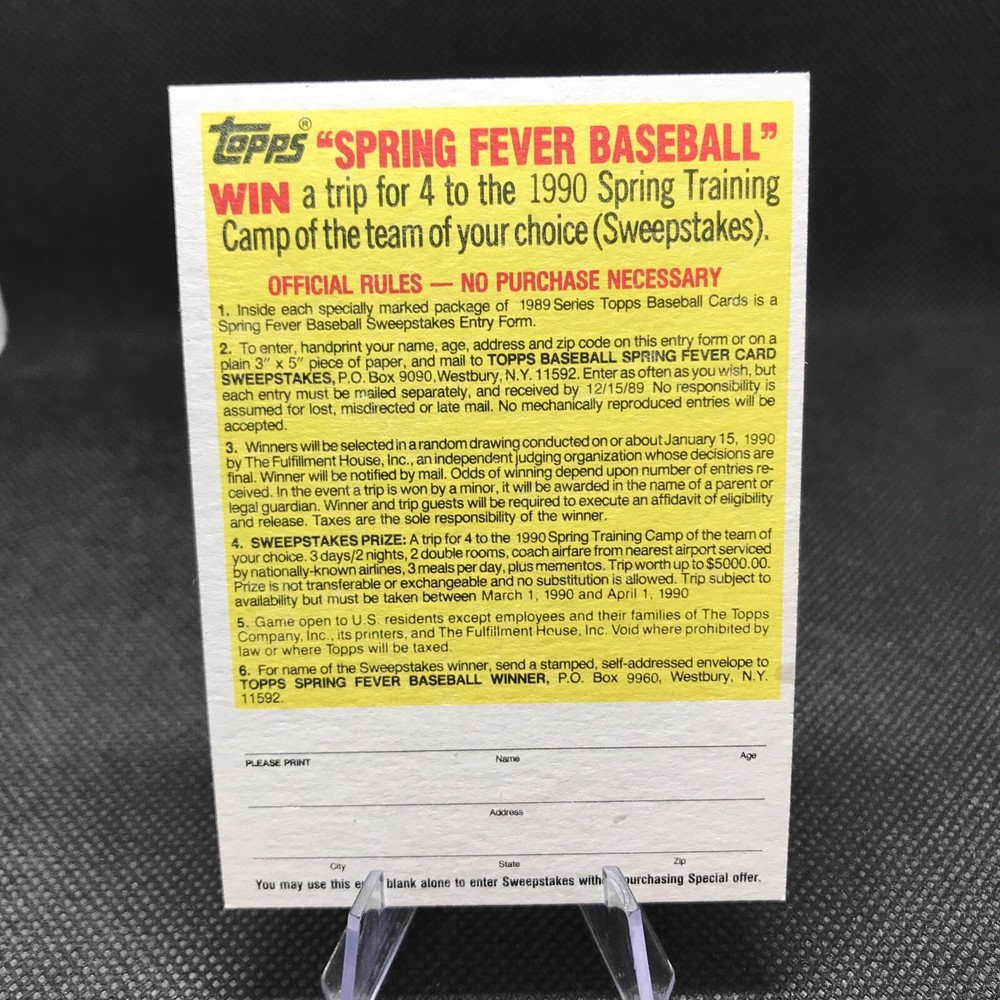 TOPPS® "SPRING FEVER BASEBALL"
WIN a trip for 4 to the 1990 Spring Training
Camp of the team of your choice (Sweepstakes).
OFFICIAL RULES — NO PURCHASE NECESSARY
1. Inside each specially marked package of 1989 Series Topps Baseball Cards is a
Spring Fever Baseball Sweepstakes Entry Form.
2. To enter, handprint your name, age, address and zip code on this entry form or on a
plain 3" x 5" piece of paper, and mail to TOPPS BASEBALL SPRING FEVER CARD
SWEEPSTAKES, P.O. Box 9090, Westbury, N.Y. 11592. Enter as often as you wish, but
each entry must be mailed separately, and received by 12/15/89 No responsibility is
assumed for lost, misdirected or late mail. No mechanically reproduced entries will be
accepted.
3. Winners will be selected in a random drawing conducted on or about January 15, 1990
by The Fulfillment House, Inc., an independent judging organization whose decisions are
final. Winner will be notified by mail. Odds of winning depend upon number of entries re-
ceived. In the event a trip is won by a minor, it will be awarded in the name of a parent or
legal guardian. Winner and trip guests will be required to execute an affidavit of eligibility
and release. Taxes are the sole responsibility of the winner.
4. SWEEPSTAKES PRIZE: A trip for 4 to the 1990 Spring Training Camp of the team of
your choice. 3 days/2 nights, 2 double rooms, coach airfare from nearest airport serviced
by nationally-known airlines, 3 meals per day, plus mementos. Trip worth up to $5000.00.
Prize is not transferable or exchangeable and no substitution is allowed. Trip subject to
availability but must be taken between March 1, 1990 and April 1, 1990
5. Game open to U.S. residents except employees and their families of The Topps
Company, Inc., its printers, and The Fulfillment House, Inc. Void where prohibited by
law or where Topps will be taxed.
6. For name of the Sweepstakes winner, send a stamped, self-addressed envelope to
TOPPS SPRING FEVER BASEBALL WINNER, P.O. Box 9960, Westbury, N.Y.
11592.
PLEASE PRINT Name Age
Address
City State Zip
You may use this blank alone to enter Sweepstakes purchasing Special offer.